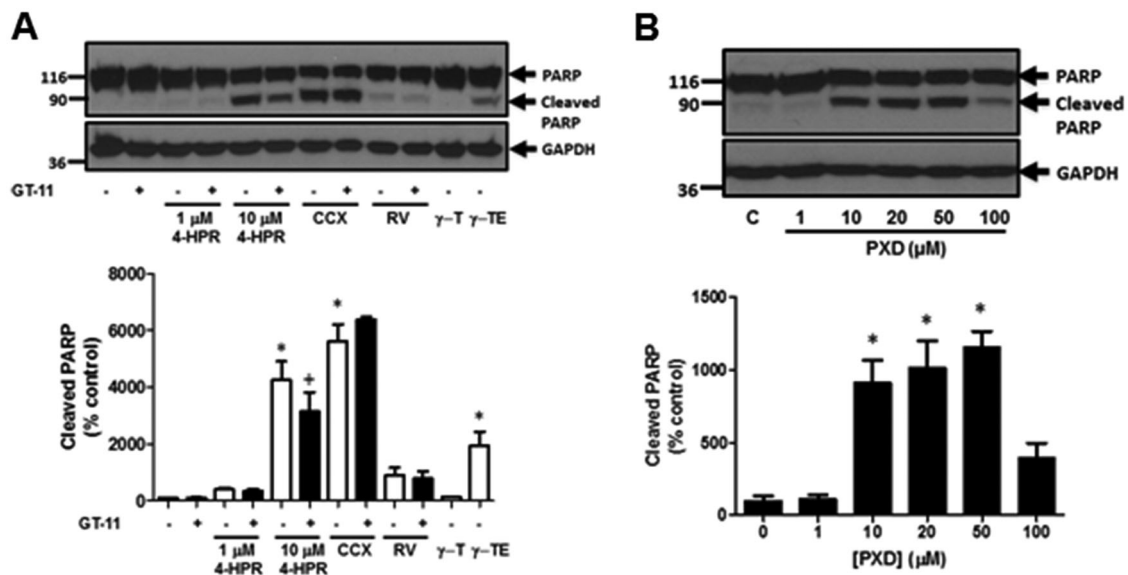 A
116
90
36
PARP
Cleaved
PARP
GAPDH
GT-11 - + - + - + - + - + - -
1 μM 10 μM CCX RV γ–T γ–TE
4-HPR 4-HPR
8000
6000
4000
2000
0
Cleaved PARP
(% control)
* + * *
GT-11 - + - + - + - + - + - -
1 μM 10 μM CCX RV γ–T γ–TE
4-HPR 4-HPR
B
116
90
36
PARP
Cleaved
PARP
GAPDH
C 1 10 20 50 100
PXD (μM)
1500
1000
500
0
Cleaved PARP
(% control)
* * *
0 1 10 20 50 100
[PXD] (μM)